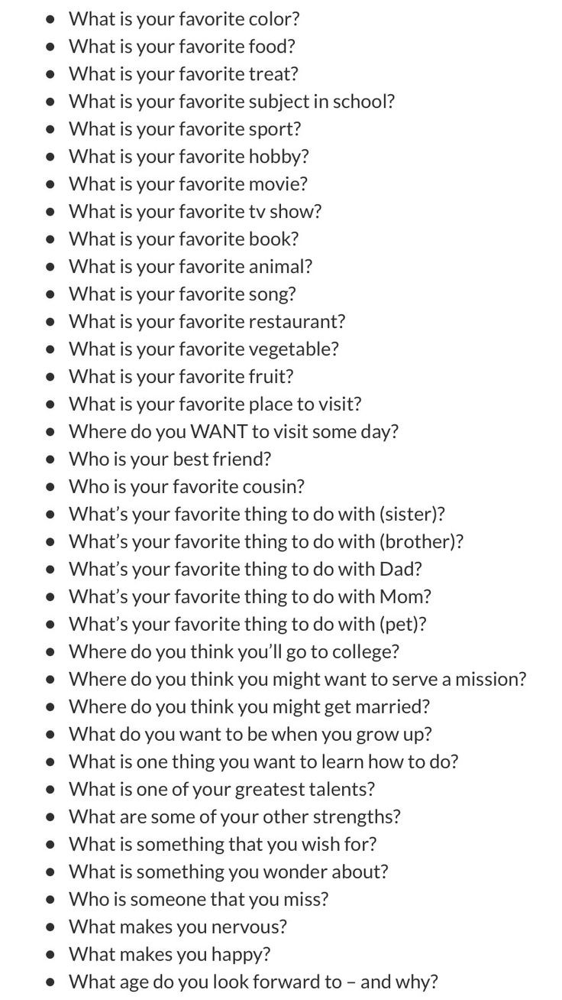 • What is your favorite color?
• What is your favorite food?
• What is your favorite treat?
• What is your favorite subject in school?
• What is your favorite sport?
• What is your favorite hobby?
• What is your favorite movie?
• What is your favorite tv show?
• What is your favorite book?
• What is your favorite animal?
• What is your favorite song?
• What is your favorite restaurant?
• What is your favorite vegetable?
• What is your favorite fruit?
• What is your favorite place to visit?
• Where do you WANT to visit some day?
• Who is your best friend?
• Who is your favorite cousin?
• What’s your favorite thing to do with (sister)?
• What’s your favorite thing to do with (brother)?
• What’s your favorite thing to do with Dad?
• What’s your favorite thing to do with Mom?
• What’s your favorite thing to do with (pet)?
• Where do you think you’ll go to college?
• Where do you think you might want to serve a mission?
• Where do you think you might get married?
• What do you want to be when you grow up?
• What is one thing you want to learn how to do?
• What is one of your greatest talents?
• What are some of your other strengths?
• What is something that you wish for?
• What is something you wonder about?
• Who is someone that you miss?
• What makes you nervous?
• What makes you happy?
• What age do you look forward to – and why?